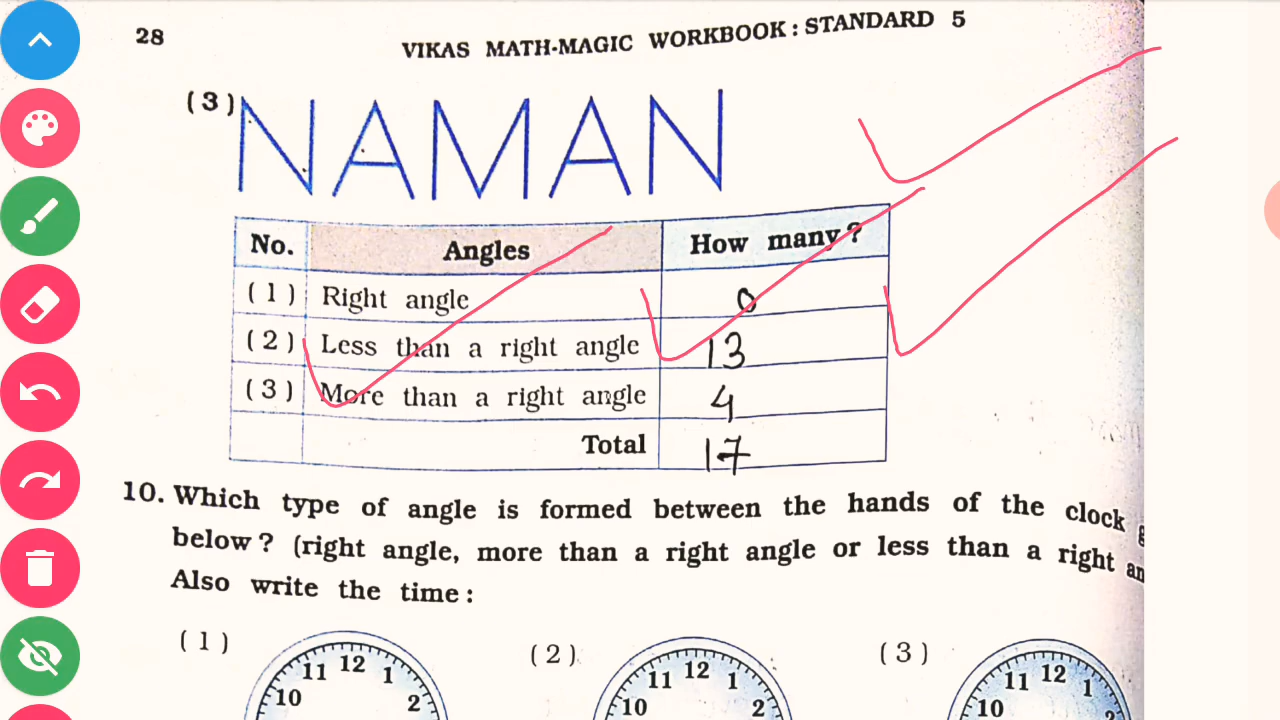 28 VIKAS MATH-MAGIC WORKBOOK : STANDARD 5
(3) NAMAN
No. Angles How many?
(1) Right angle 0
(2) Less than a right angle 13
(3) More than a right angle 4
Total 17
10. Which type of angle is formed between the hands of the clock
below? (right angle, more than a right angle or less than a right
Also write the time :
(1) (2) (3)
11 12 1 11 12 1 11 12 1
10 2 10 2 10 2